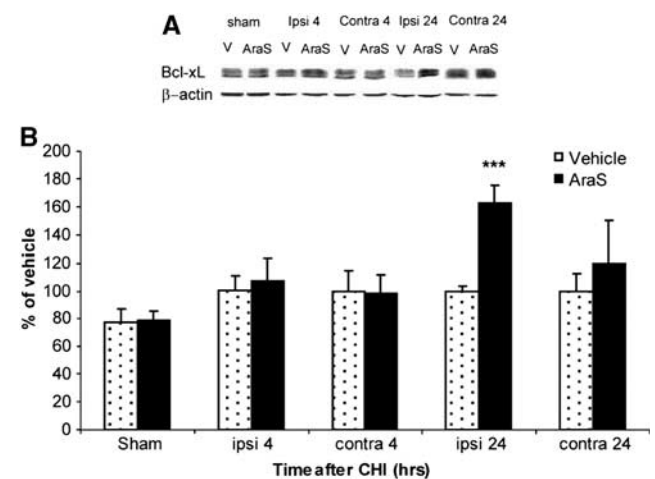 A
sham Ipsi 4 Contra 4 Ipsi 24 Contra 24
V AraS V AraS V AraS V AraS V AraS
Bcl-xL
β-actin
B
200
180
160
140
120
100
80
60
40
20
0
% of vehicle
***
Vehicle
AraS
Sham ipsi 4 contra 4 ipsi 24 contra 24
Time after CHI (hrs)